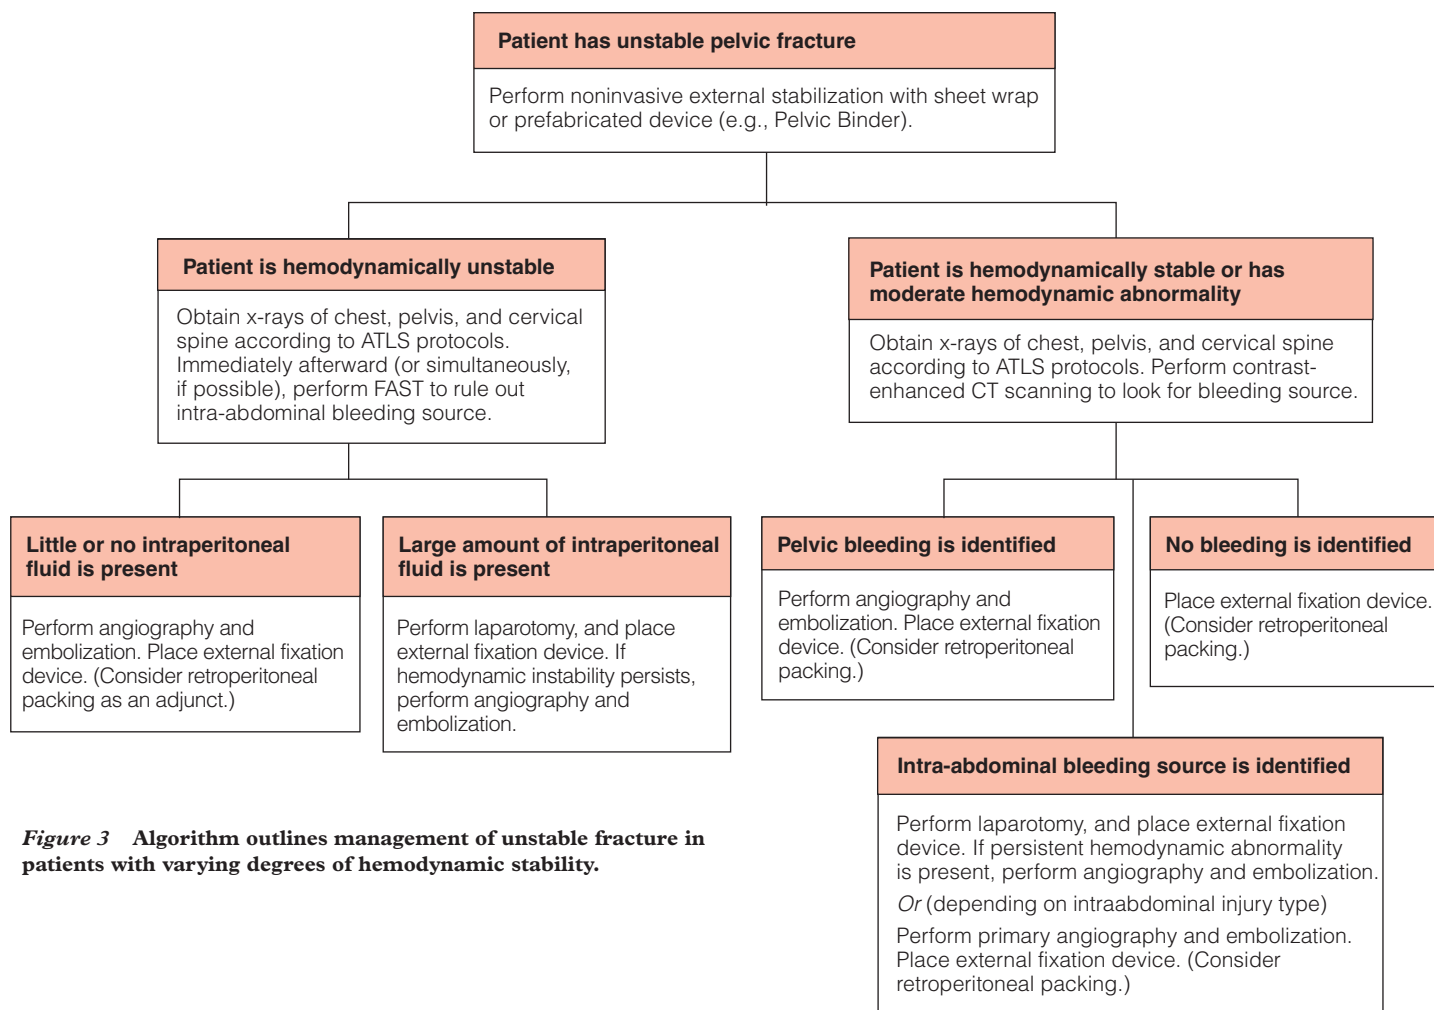 Patient has unstable pelvic fracture
Perform noninvasive external stabilization with sheet wrap
or prefabricated device (e.g., Pelvic Binder).
Patient is hemodynamically unstable
Obtain x-rays of chest, pelvis, and cervical
spine according to ATLS protocols.
Immediately afterward (or simultaneously,
if possible), perform FAST to rule out
intra-abdominal bleeding source.
Patient is hemodynamically stable or has
moderate hemodynamic abnormality
Obtain x-rays of chest, pelvis, and cervical spine
according to ATLS protocols. Perform contrast-
enhanced CT scanning to look for bleeding source.
Little or no intraperitoneal
fluid is present
Perform angiography and
embolization. Place external fixation
device. (Consider retroperitoneal
packing as an adjunct.)
Large amount of intraperitoneal
fluid is present
Perform laparotomy, and place
external fixation device. If
hemodynamic instability persists,
perform angiography and
embolization.
Pelvic bleeding is identified
Perform angiography and
embolization. Place external fixation
device. (Consider retroperitoneal
packing.)
No bleeding is identified
Place external fixation device.
(Consider retroperitoneal
packing.)
Intra-abdominal bleeding source is identified
Perform laparotomy, and place external fixation
device. If persistent hemodynamic abnormality
is present, perform angiography and embolization.
Or (depending on intraabdominal injury type)
Perform primary angiography and embolization.
Place external fixation device. (Consider
retroperitoneal packing.)
Figure 3 Algorithm outlines management of unstable fracture in
patients with varying degrees of hemodynamic stability.